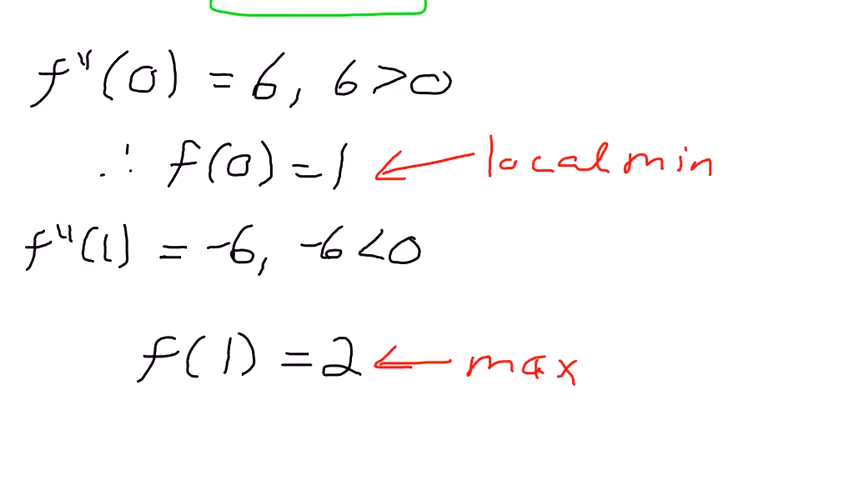 f"(0) = 6, 6 > 0
∴ f(0) = 1 ← local min
f"(1) = -6, -6 < 0
f(1) = 2 ← max